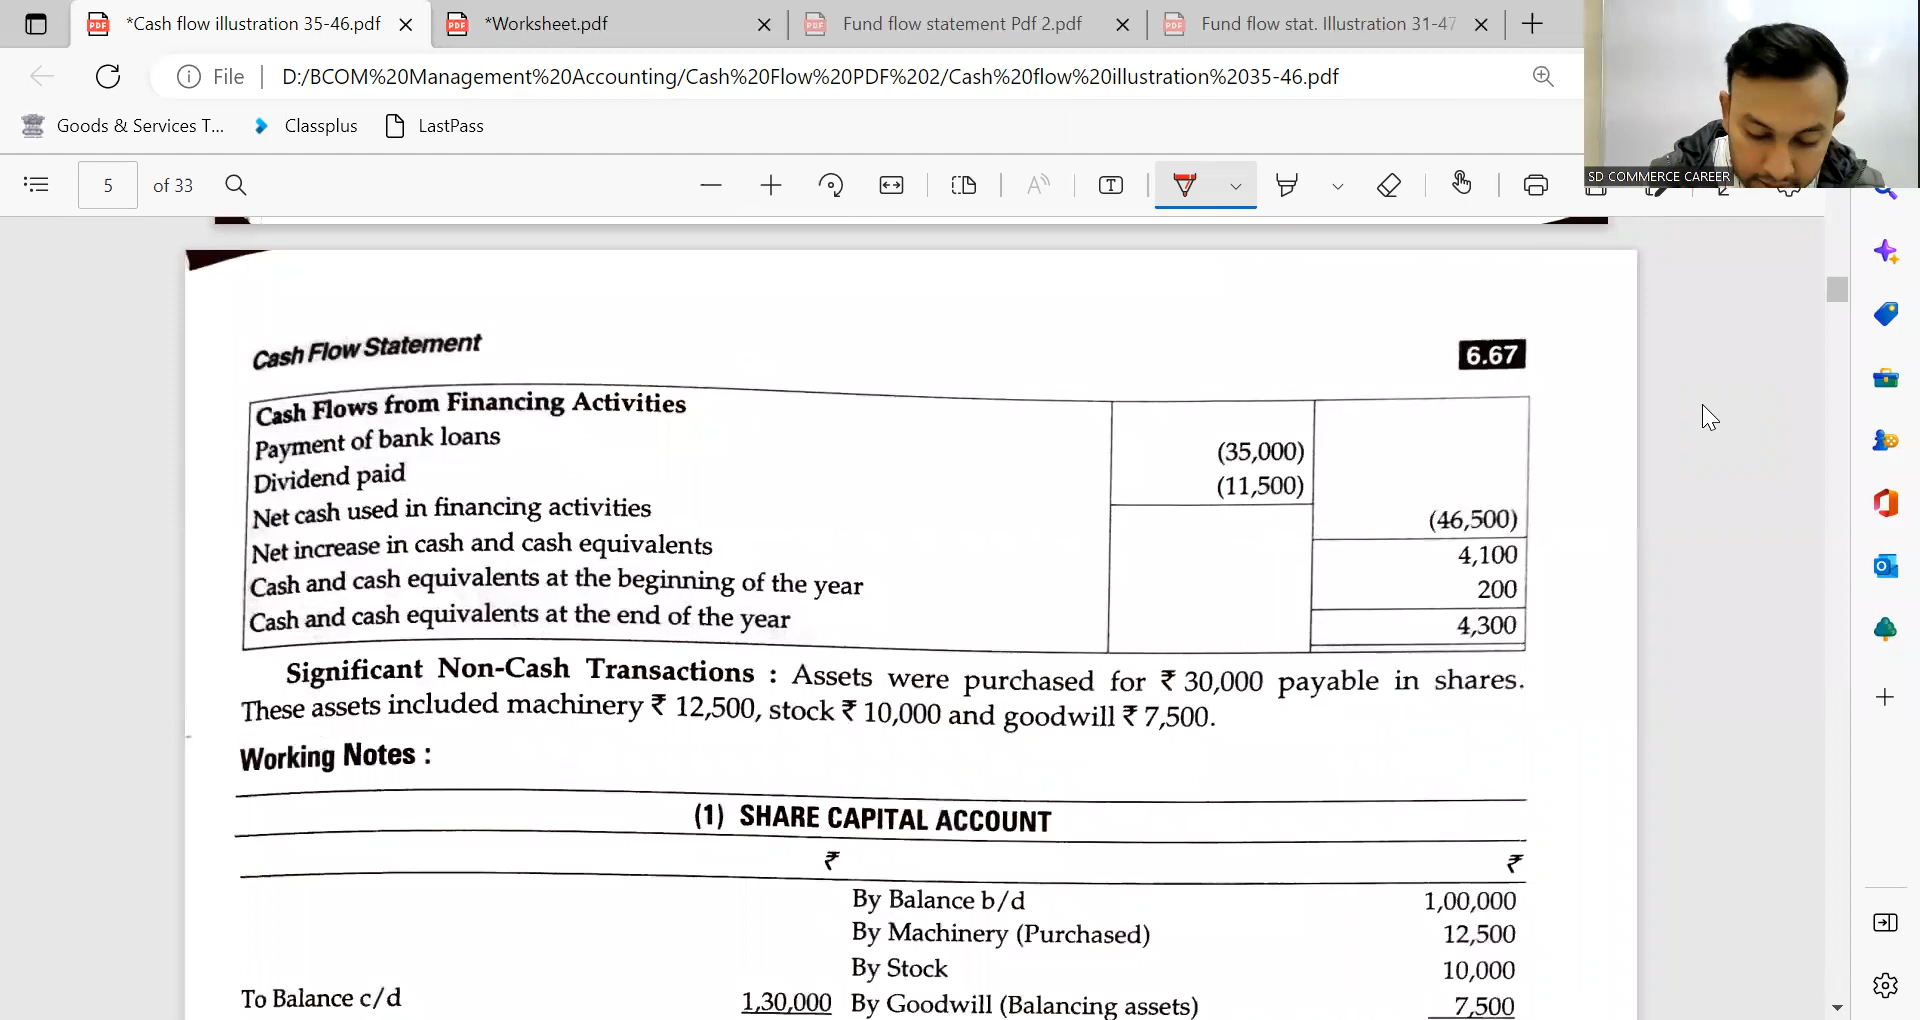 *Cash flow illustration 35-46.pdf
*Worksheet.pdf
Fund flow statement Pdf 2.pdf
Fund flow stat. Illustration 31-47
File
D:/BCOM%20Management%20Accounting/Cash%20Flow%20PDF%202/Cash%20flow%20illustration%2035-46.pdf
Goods & Services T...
Classplus
LastPass
5 of 33
SD COMMERCE CAREER
Cash Flow Statement
6.67
Cash Flows from Financing Activities
Payment of bank loans (35,000)
Dividend paid (11,500)
Net cash used in financing activities (46,500)
Net increase in cash and cash equivalents 4,100
Cash and cash equivalents at the beginning of the year 200
Cash and cash equivalents at the end of the year 4,300
Significant Non-Cash Transactions : Assets were purchased for ₹ 30,000 payable in shares.
These assets included machinery ₹ 12,500, stock ₹ 10,000 and goodwill ₹ 7,500.
Working Notes :
(1) SHARE CAPITAL ACCOUNT
₹ ₹
By Balance b/d 1,00,000
By Machinery (Purchased) 12,500
By Stock 10,000
To Balance c/d 1,30,000 By Goodwill (Balancing assets) 7,500